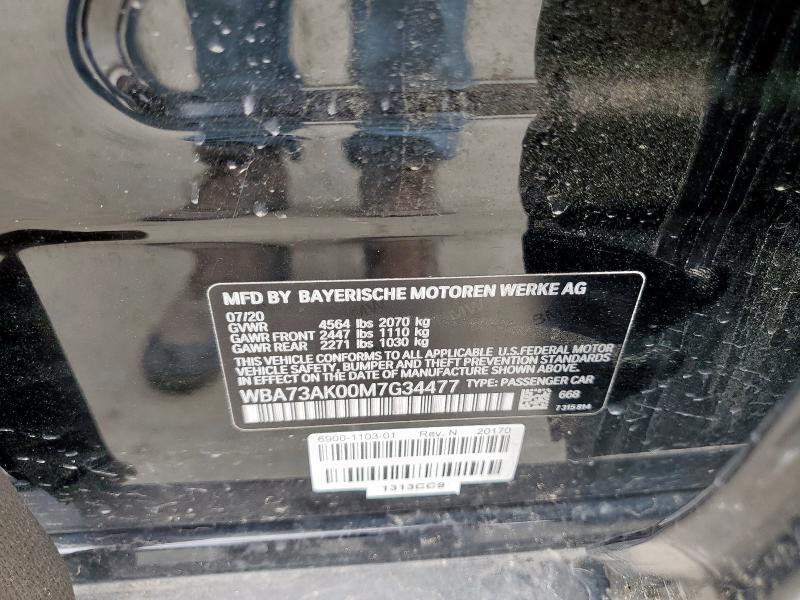 MFD BY BAYERISCHE MOTOREN WERKE AG
07/20
GVWR 4564 lbs 2070 kg
GAWR FRONT 2447 lbs 1110 kg
GAWR REAR 2271 lbs 1030 kg
THIS VEHICLE CONFORMS TO ALL APPLICABLE U.S. FEDERAL MOTOR
VEHICLE SAFETY, BUMPER AND THEFT PREVENTION STANDARDS
IN EFFECT ON THE DATE OF MANUFACTURE SHOWN ABOVE.
WBA73AK00M7G34477 TYPE: PASSENGER CAR
668
7315814
6900-1103-01 Rev. N 20170
1313CC9